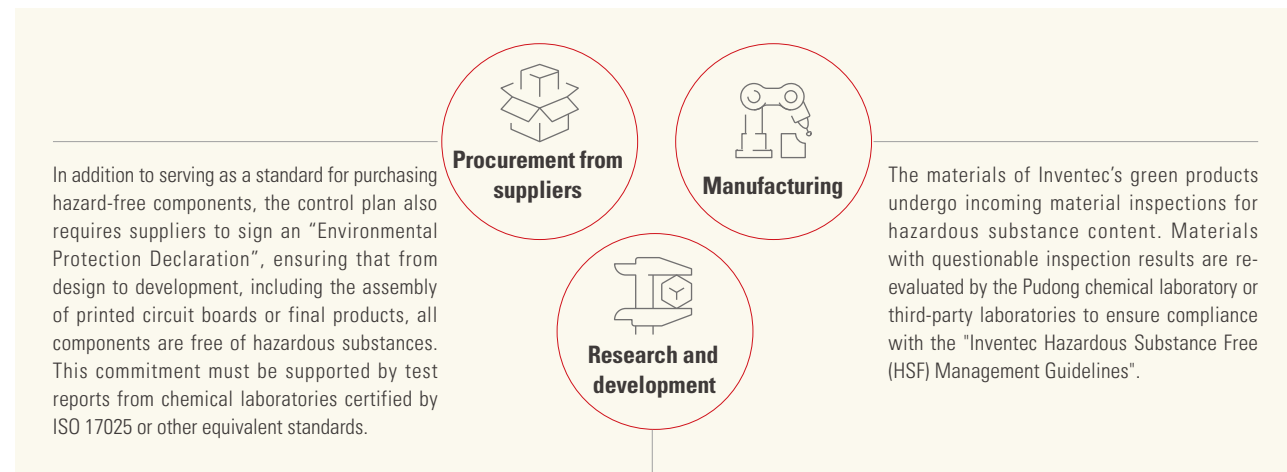 Procurement from
suppliers
Manufacturing
Research and
development
In addition to serving as a standard for purchasing
hazard-free components, the control plan also
requires suppliers to sign an “Environmental
Protection Declaration”, ensuring that from
design to development, including the assembly
of printed circuit boards or final products, all
components are free of hazardous substances.
This commitment must be supported by test
reports from chemical laboratories certified by
ISO 17025 or other equivalent standards.
The materials of Inventec’s green products
undergo incoming material inspections for
hazardous substance content. Materials
with questionable inspection results are re-
evaluated by the Pudong chemical laboratory or
third-party laboratories to ensure compliance
with the "Inventec Hazardous Substance Free
(HSF) Management Guidelines".